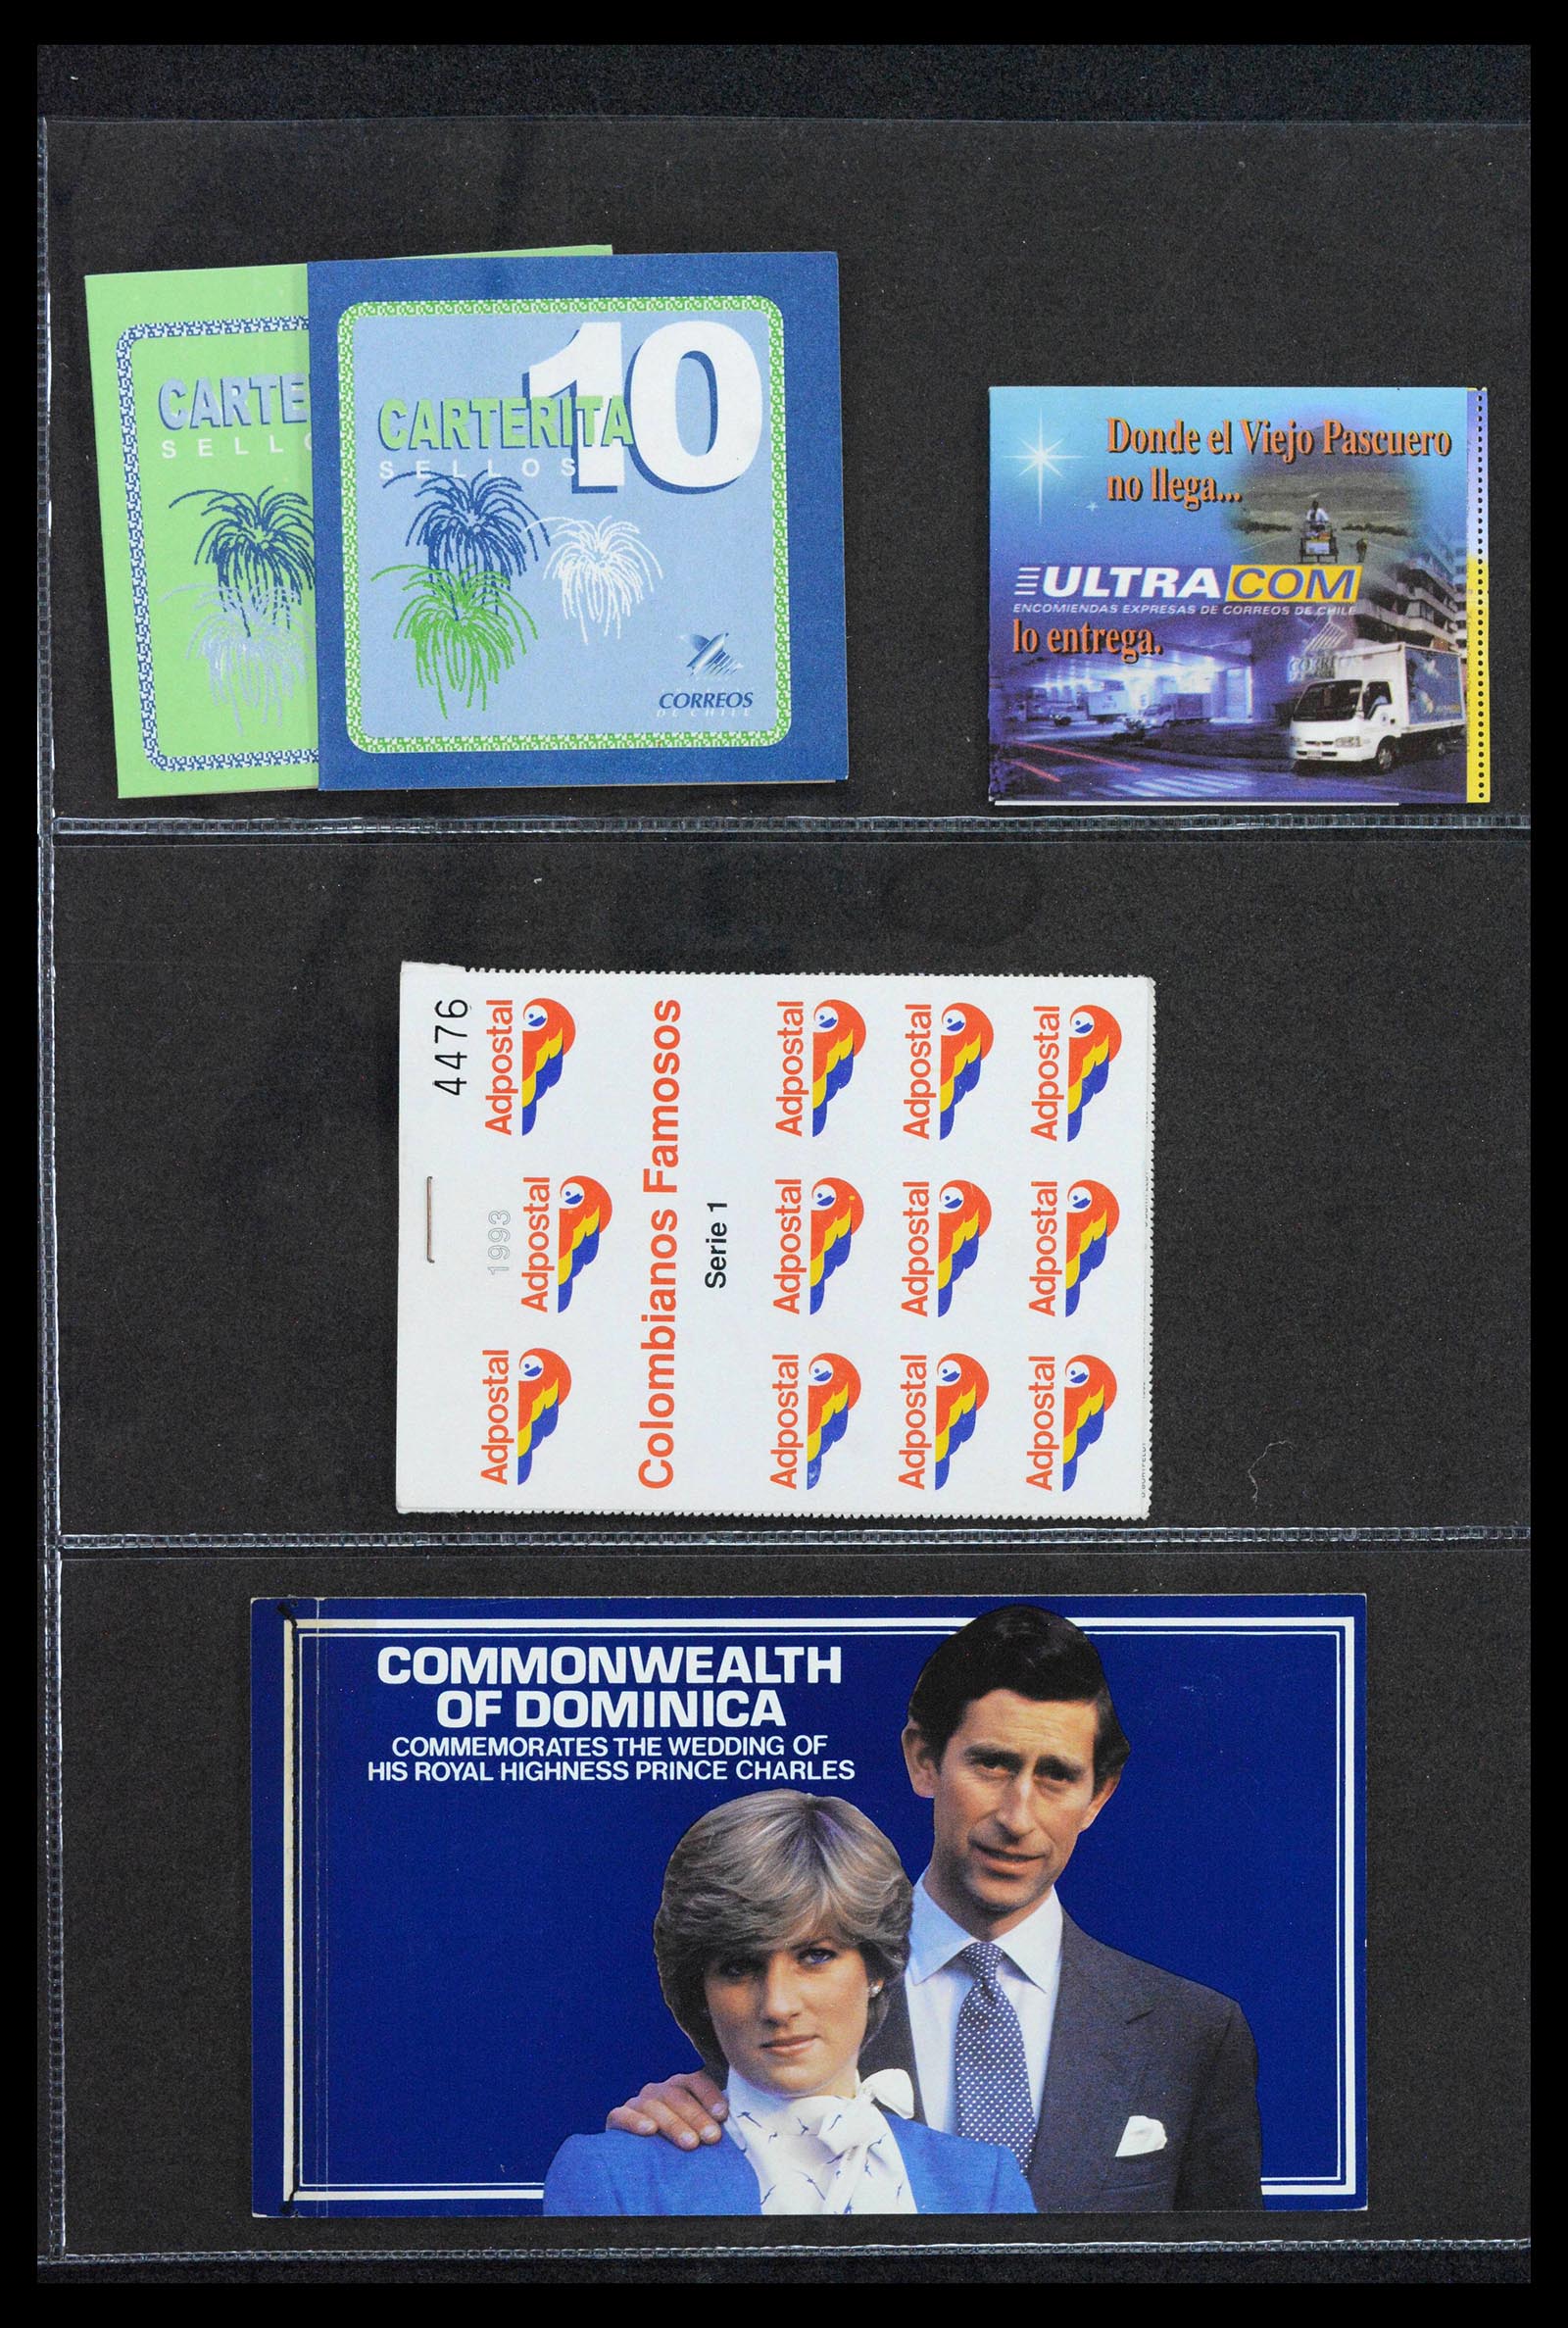 CARTE
SELLO
10
CARTERITA
SELLOS
CORREOS
DE CHILE
Donde el Viejo Pascuero
no llega...
ULTRACOM
ENCOMIENDAS EXPRESAS DE CORREOS DE CHILE
lo entrega.
4476
Adpostal
1993
Adpostal
Adpostal
Colombianos Famosos
Serie 1
Adpostal
Adpostal
Adpostal
Adpostal
Adpostal
Adpostal
Adpostal
Adpostal
Adpostal
COMMONWEALTH
OF DOMINICA
COMMEMORATES THE WEDDING OF
HIS ROYAL HIGHNESS PRINCE CHARLES